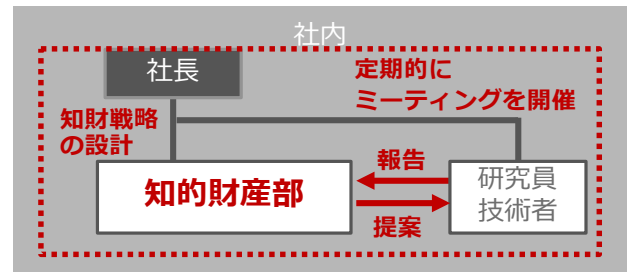 社内
社長
定期的に
ミーティングを開催
知財戦略
の設計
報告
知的財産部
研究員
技術者
提案